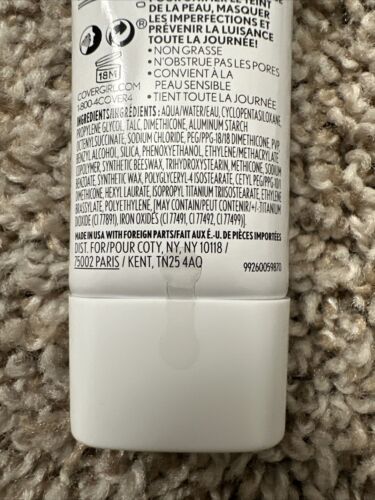 DE LA PEAU, MASQUER
LES IMPERFECTIONS ET
PRÉVENIR LA LUISANCE
TOUTE LA JOURNÉE!
• NON GRASSE
• N'OBSTRUE PAS LES PORES
• CONVIENT À LA
PEAU SENSIBLE
• TIENT TOUTE LA JOURNÉE
18M
COVERGIRL.COM
1-800-4COVER4
INGREDIENTS/INGRÉDIENTS: AQUA/WATER/EAU, CYCLOPENTASILOXANE,
PROPYLENE GLYCOL, TALC, DIMETHICONE, ALUMINUM STARCH
OCTENYLSUCCINATE, SODIUM CHLORIDE, PEG/PPG-18/18 DIMETHICONE, PVP,
BENZYL ALCOHOL, SILICA, PHENOXYETHANOL, ETHYLENE/METHACRYLATE
COPOLYMER, SYNTHETIC BEESWAX, TRIHYDROXYSTEARIN, METHICONE, SODIUM
BENZOATE, SYNTHETIC WAX, POLYGLYCERYL-4 ISOSTEARATE, CETYL PEG/PPG-10/1
DIMETHICONE, HEXYL LAURATE, ISOPROPYL TITANIUM TRIISOSTEARATE, ETHYLENE
BRASSYLATE, POLYETHYLENE, [MAY CONTAIN/PEUT CONTENIR/+/-:TITANIUM
DIOXIDE (CI 77891), IRON OXIDES (CI 77491, CI 77492, CI 77499)].
MADE IN USA WITH FOREIGN PARTS/FAIT AUX É.-U. DE PIÈCES IMPORTÉES
DIST. FOR/POUR COTY, NY, NY 10118 /
75002 PARIS / KENT, TN25 4AQ
99260059870